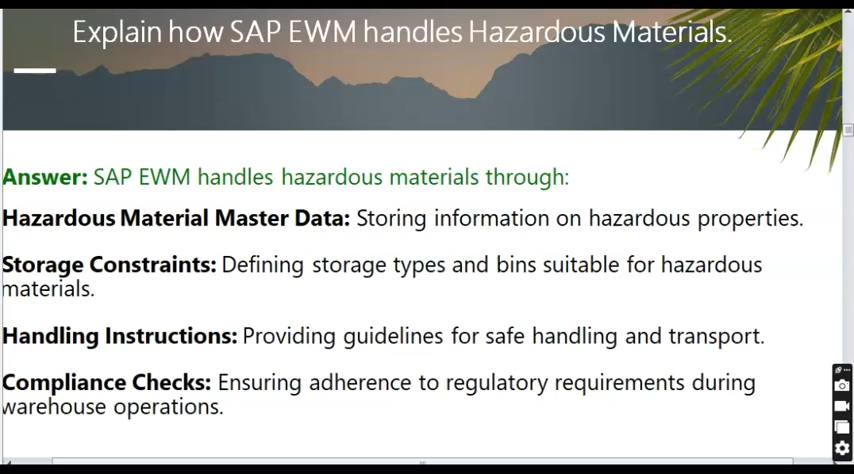 Explain how SAP EWM handles Hazardous Materials.
Answer: SAP EWM handles hazardous materials through:
Hazardous Material Master Data: Storing information on hazardous properties.
Storage Constraints: Defining storage types and bins suitable for hazardous
materials.
Handling Instructions: Providing guidelines for safe handling and transport.
Compliance Checks: Ensuring adherence to regulatory requirements during
warehouse operations.